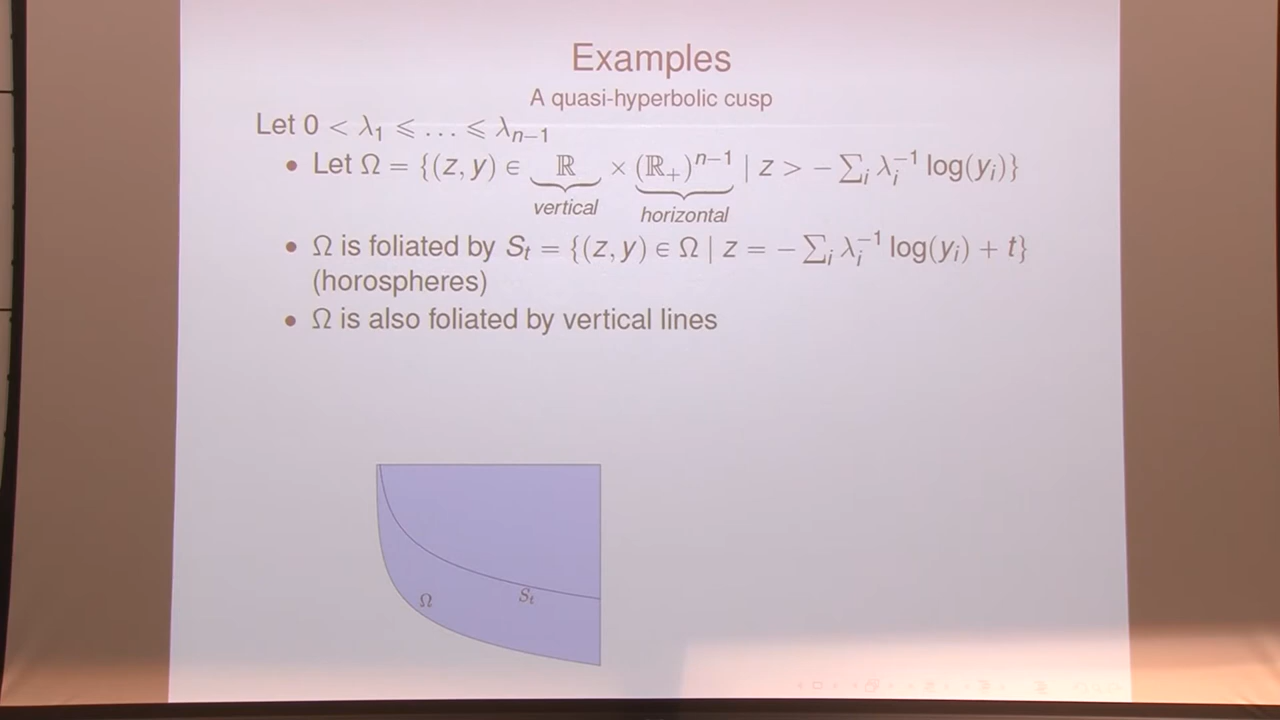 Examples
A quasi-hyperbolic cusp
Let 0 < λ₁ ⩽ … ⩽ λₙ₋₁
• Let Ω = {(z, y) ∈ ℝ × (ℝ₊)ⁿ⁻¹ | z > − ∑ᵢ λᵢ⁻¹ log(yᵢ)}
vertical horizontal
• Ω is foliated by Sₜ = {(z, y) ∈ Ω | z = − ∑ᵢ λᵢ⁻¹ log(yᵢ) + t}
(horospheres)
• Ω is also foliated by vertical lines
Ω
Sₜ